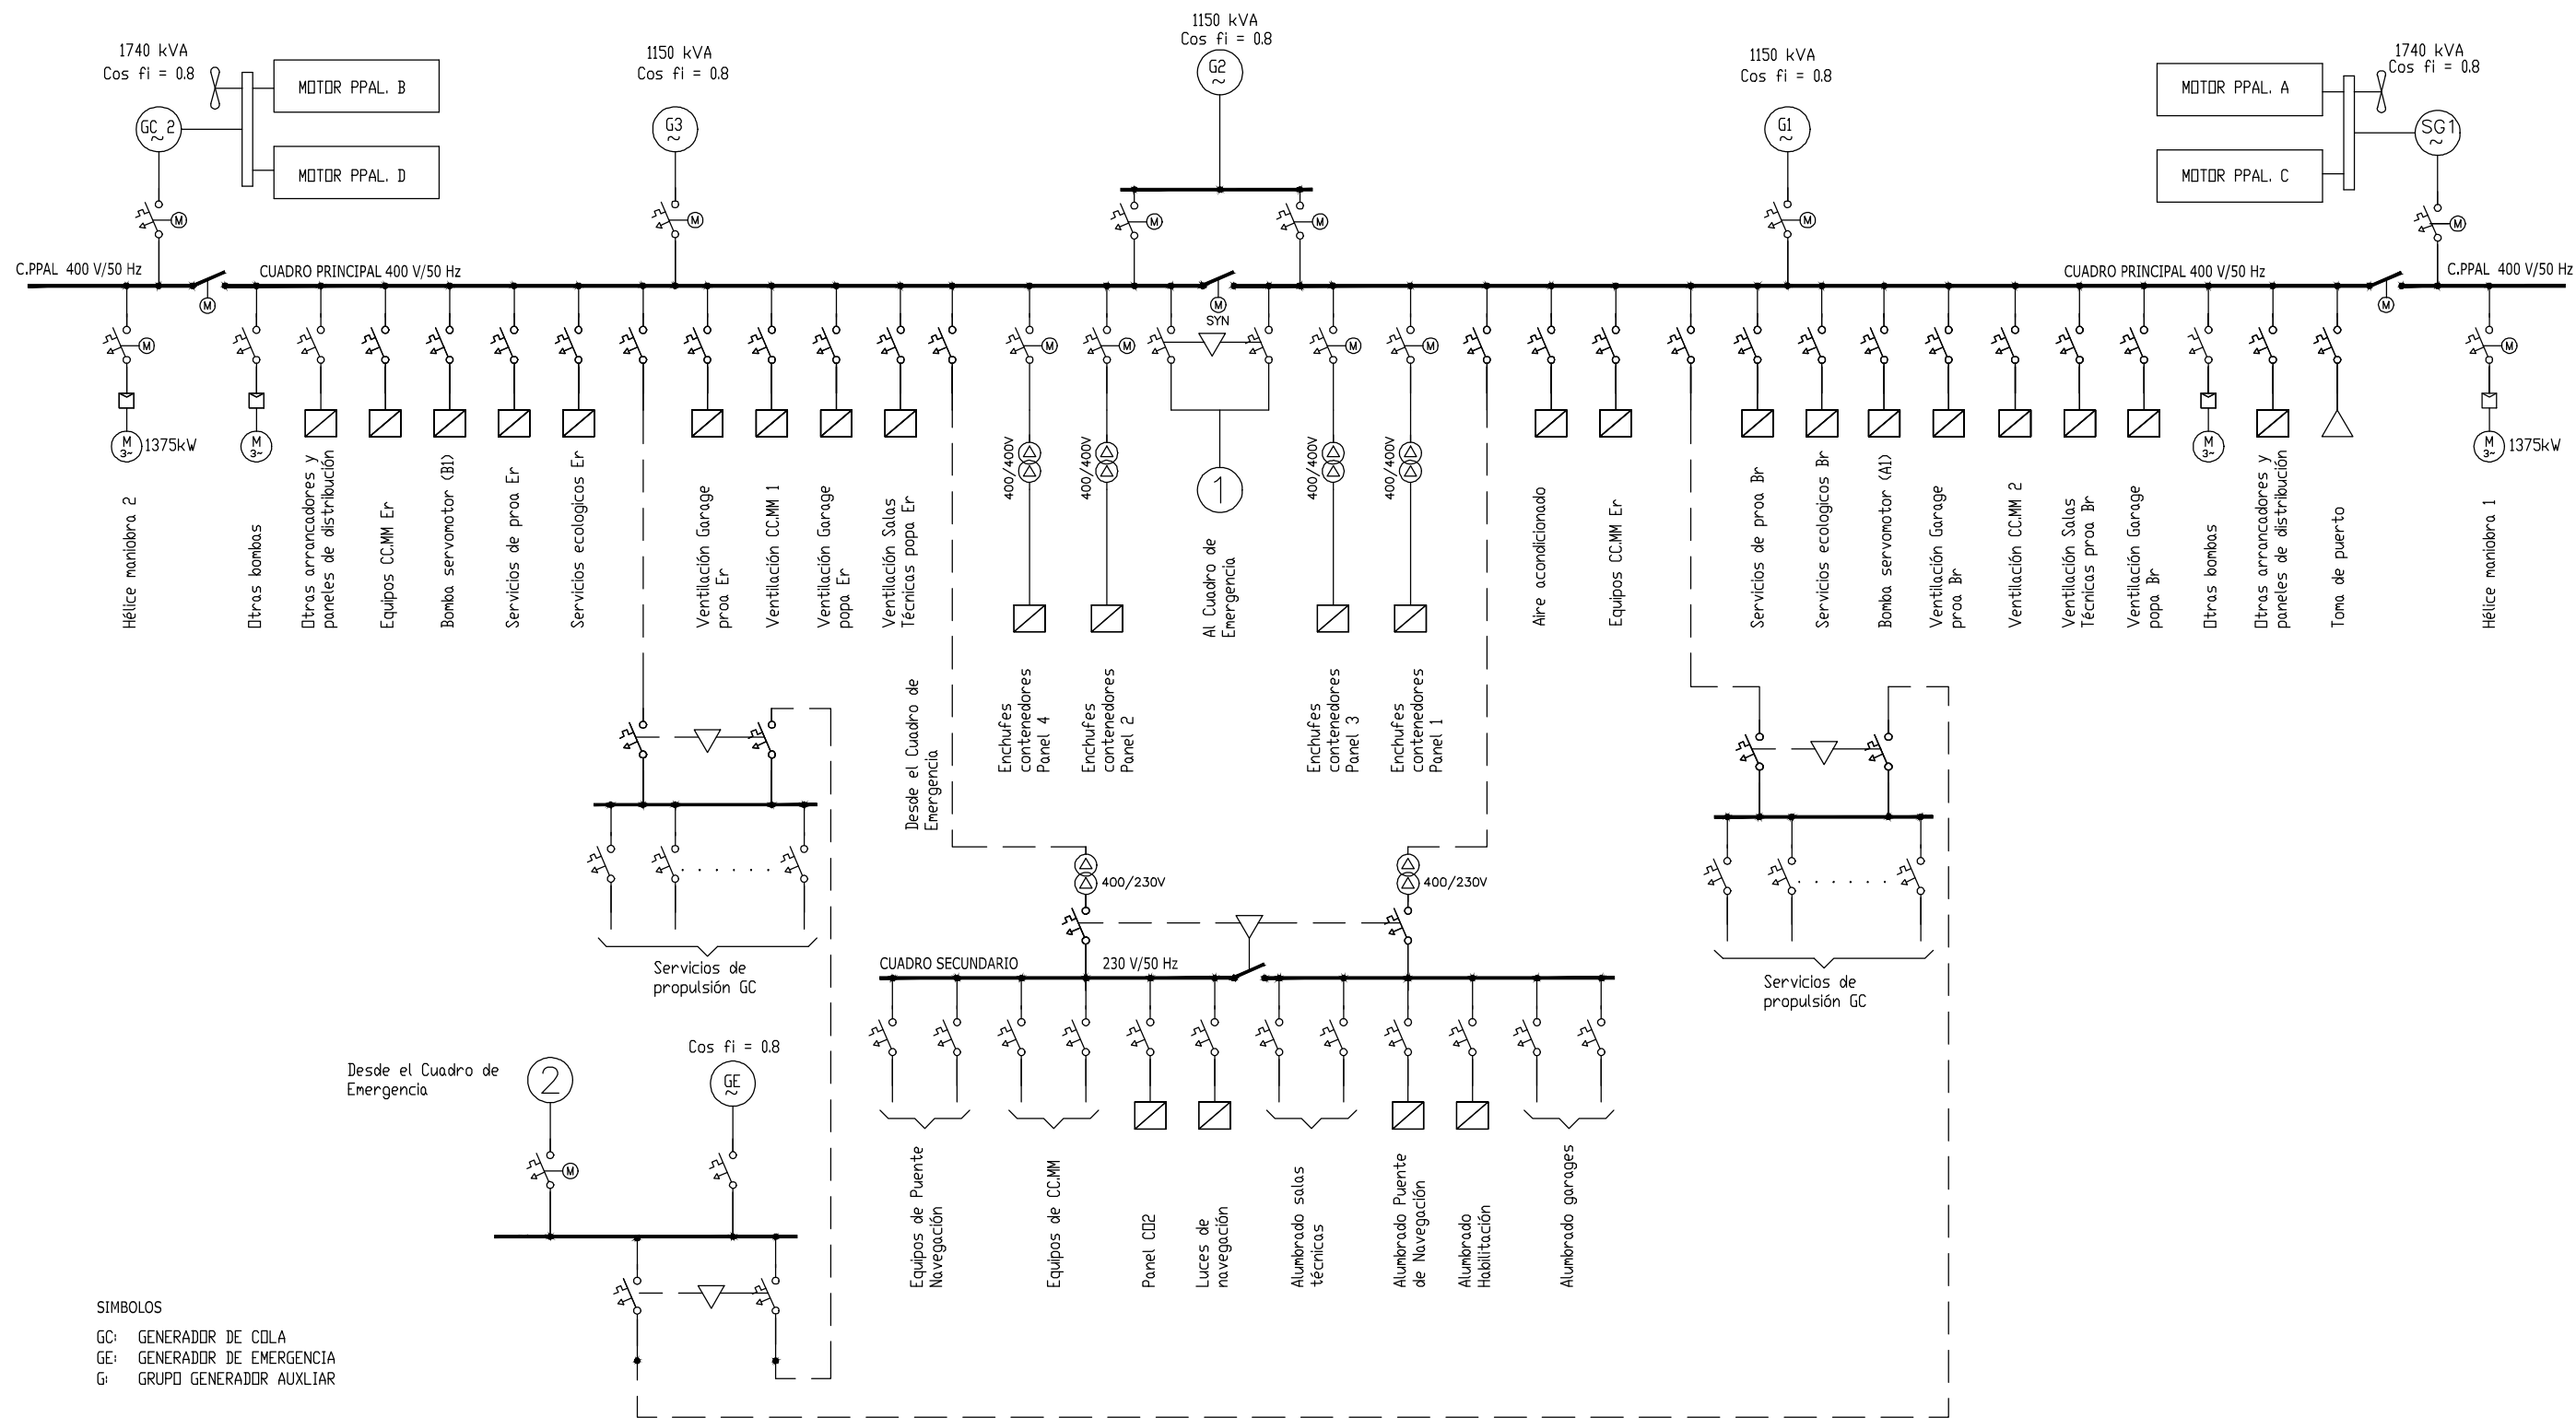 1740 kVA
Cos fi = 0.8
GC 2
~
MOTOR PPAL. B
MOTOR PPAL. D
1150 kVA
Cos fi = 0.8
G3
~
1150 kVA
Cos fi = 0.8
G2
~
1150 kVA
Cos fi = 0.8
G1
~
MOTOR PPAL. A
MOTOR PPAL. C
1740 kVA
Cos fi = 0.8
SG1
~
M
M
M
M
M
M
C.PPAL 400 V/50 Hz
CUADRO PRINCIPAL 400 V/50 Hz
CUADRO PRINCIPAL 400 V/50 Hz
C.PPAL 400 V/50 Hz
M
M
SYN
M
M
M
M
M
M
M
M
3~
1375kW
M
3~
400/400V
400/400V
1
400/400V
400/400V
M
3~
M
3~
1375kW
Hélice maniobra 2
Otras bombas
Otras arrancadores y
paneles de distribución
Equipos CC.MM Er
Bomba servomotor (B1)
Servicios de proa Er
Servicios ecologicos Er
Ventilación Garage
proa Er
Ventilación CC.MM 1
Ventilación Garage
popa Er
Ventilación Salas
Técnicas popa Er
Al Cuadro de
Emergencia
Aire acondicionado
Equipos CC.MM Er
Servicios de proa Br
Servicios ecologicos Br
Bomba servomotor (A1)
Ventilación Garage
proa Br
Ventilación CC.MM 2
Ventilación Salas
Técnicas proa Br
Ventilación Garage
popa Br
Otras bombas
Otras arrancadores y
paneles de distribución
Toma de puerto
Hélice maniobra 1
Desde el Cuadro de
Emergencia
Enchufes
contenedores
Panel 4
Enchufes
contenedores
Panel 2
Enchufes
contenedores
Panel 3
Enchufes
contenedores
Panel 1
400/230V
400/230V
Servicios de
propulsión GC
CUADRO SECUNDARIO
230 V/50 Hz
Servicios de
propulsión GC
Desde el Cuadro de
Emergencia
2
Cos fi = 0.8
GE
~
M
Equipos de Puente
Navegación
Equipos de CC.MM
Panel CO2
Luces de
navegación
Alumbrado salas
técnicas
Alumbrado Puente
de Navegación
Alumbrado
Habilitación
Alumbrado garages
SIMBOLOS
GC: GENERADOR DE COLA
GE: GENERADOR DE EMERGENCIA
G: GRUPO GENERADOR AUXLIAR